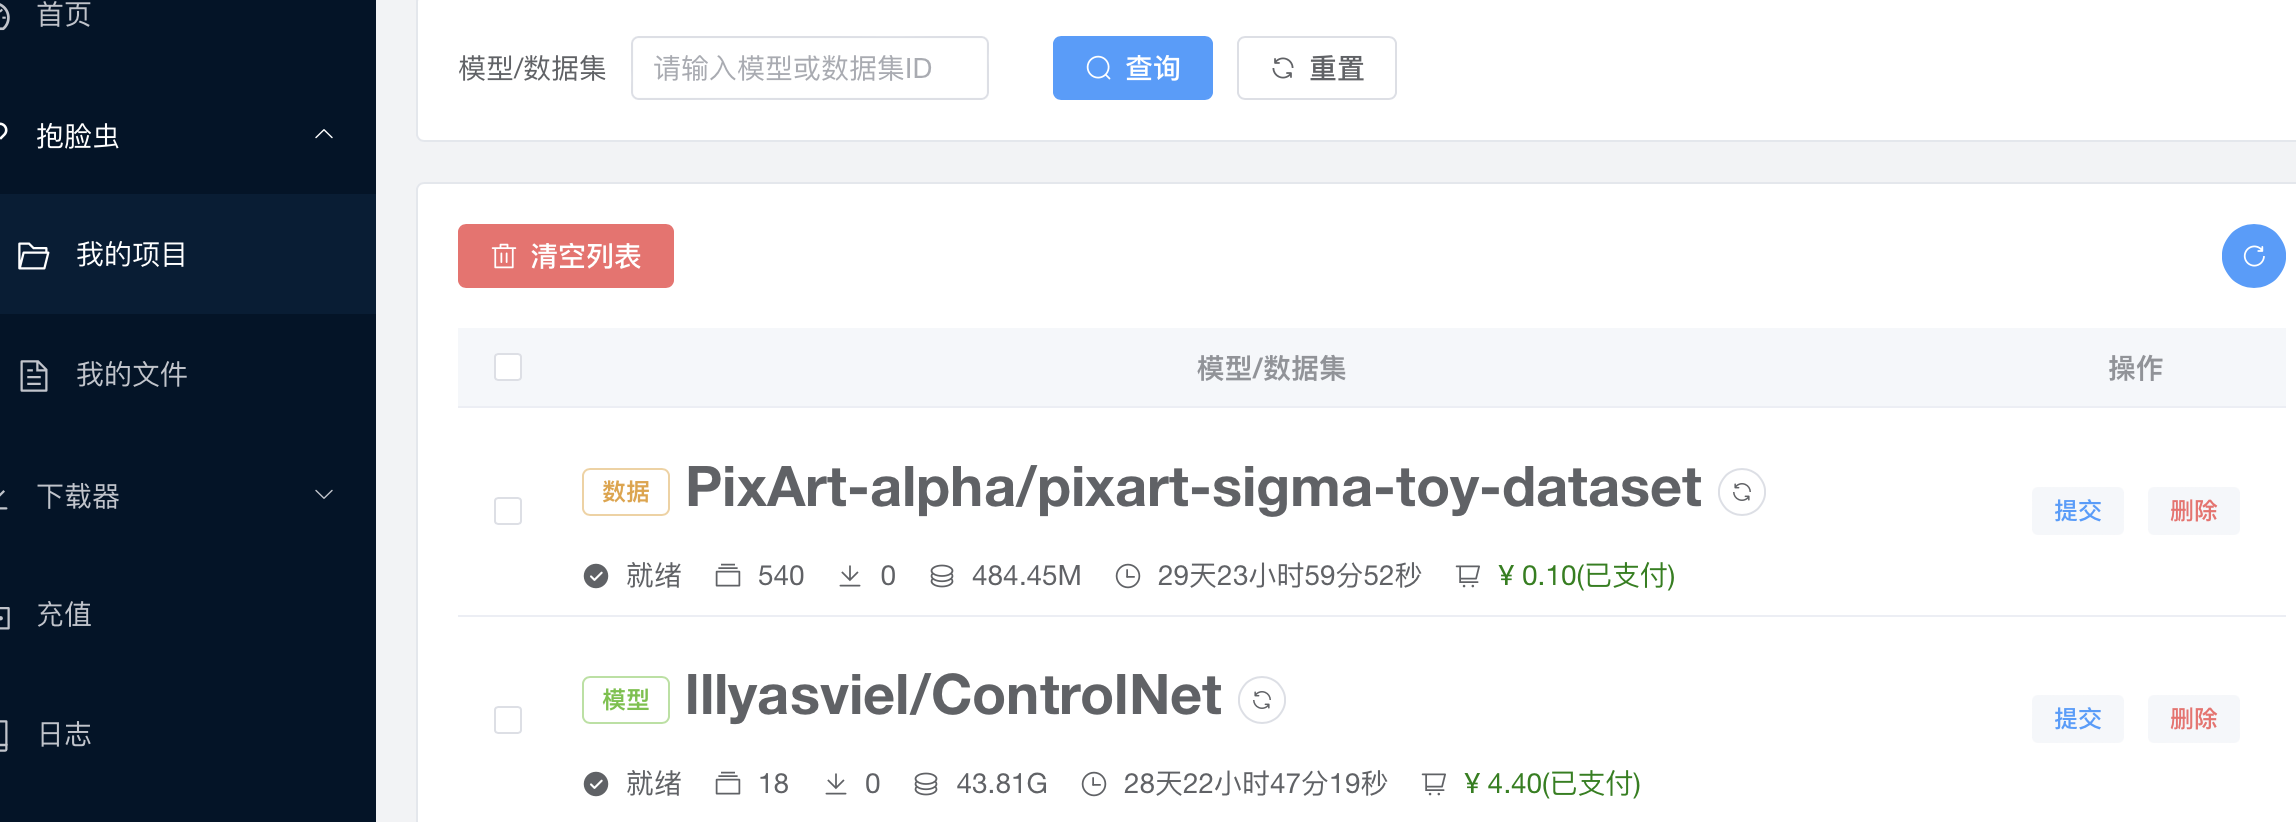 首页
抱脸虫
我的项目
我的文件
下载器
充值
日志
模型/数据集 请输入模型或数据集ID 查询 重置
清空列表
模型/数据集 操作
数据 PixArt-alpha/pixart-sigma-toy-dataset 提交 删除
就绪 540 0 484.45M 29天23小时59分52秒 ¥ 0.10(已支付)
模型 lllyasviel/ControlNet 提交 删除
就绪 18 0 43.81G 28天22小时47分19秒 ¥ 4.40(已支付)